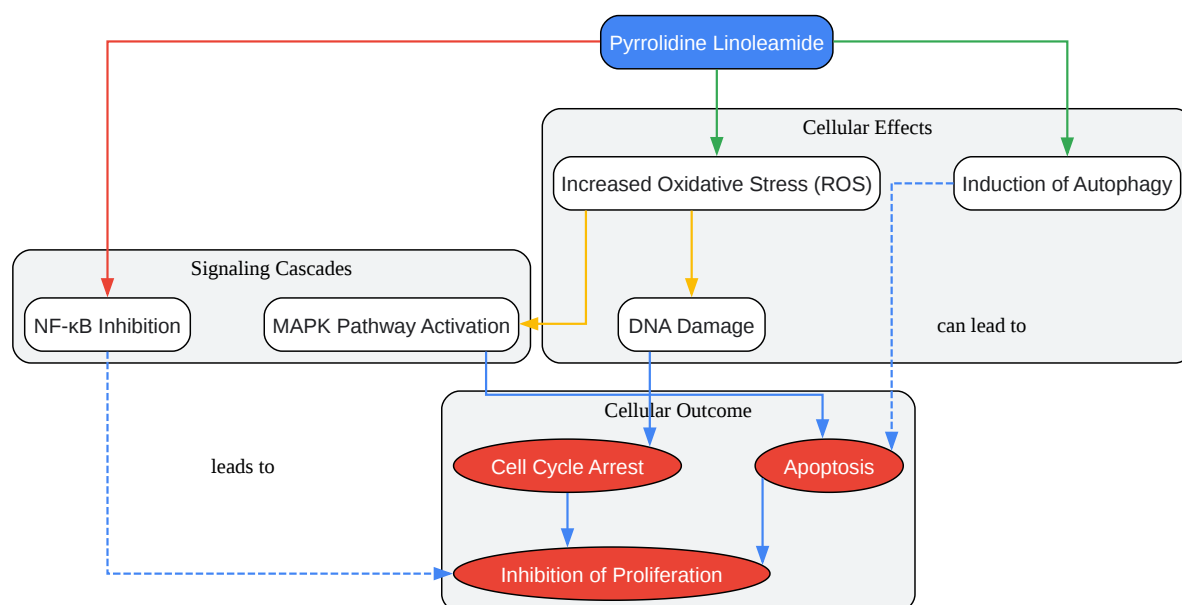 Pyrrolidine Linoleamide
Cellular Effects
Increased Oxidative Stress (ROS)
Induction of Autophagy
Signaling Cascades
NF-κB Inhibition
MAPK Pathway Activation
DNA Damage
can lead to
Cellular Outcome
Cell Cycle Arrest
Apoptosis
leads to
Inhibition of Proliferation